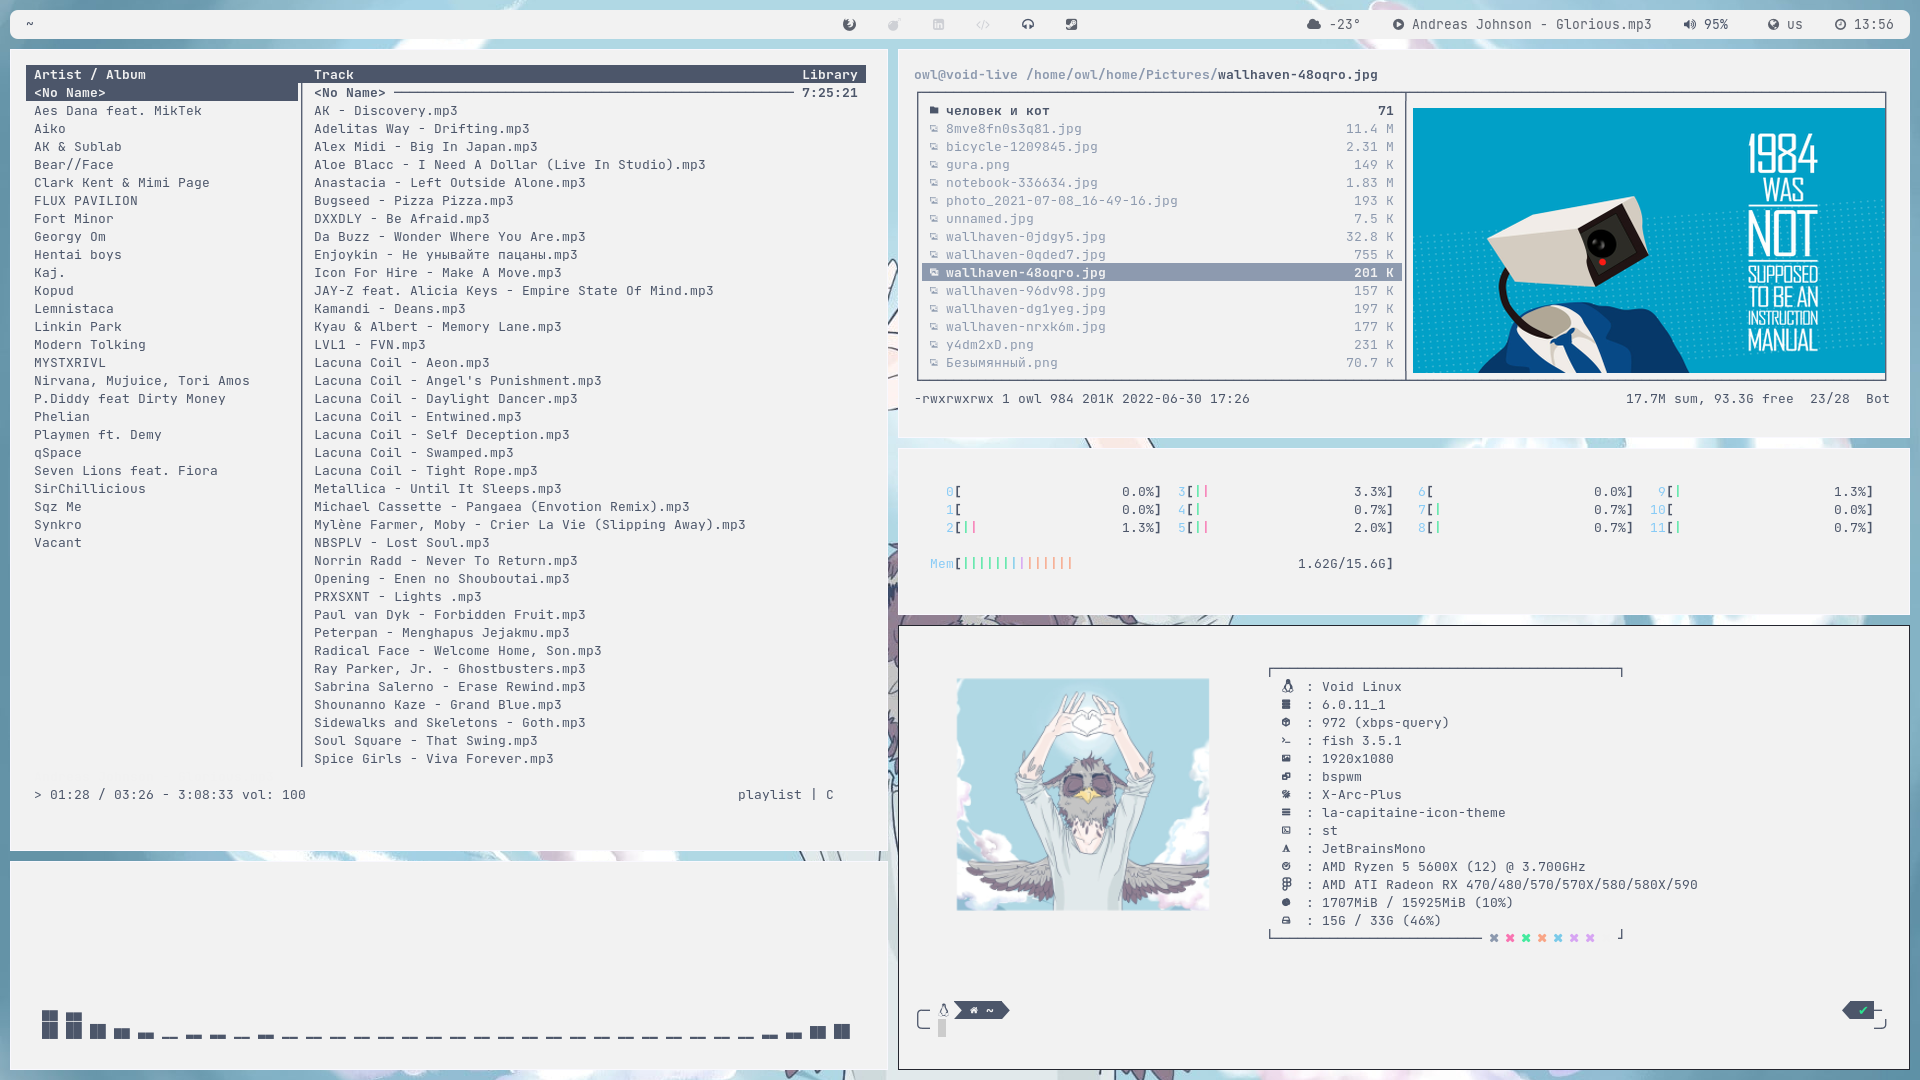 ~ -23° Andreas Johnson - Glorious.mp3 95% us 13:56
Artist / Album Track Library
<No Name> <No Name> 7:25:21
Aes Dana feat. MikTek AK - Discovery.mp3
Aiko Adelitas Way - Drifting.mp3
AK & Sublab Alex Midi - Big In Japan.mp3
Bear//Face Aloe Blacc - I Need A Dollar (Live In Studio).mp3
Clark Kent & Mimi Page Anastacia - Left Outside Alone.mp3
FLUX PAVILION Bugseed - Pizza Pizza.mp3
Fort Minor DXXDLY - Be Afraid.mp3
Georgy Om Da Buzz - Wonder Where You Are.mp3
Hentai boys Enjoykin - Не унывайте пацаны.mp3
Kaj. Icon For Hire - Make A Move.mp3
Kopud JAY-Z feat. Alicia Keys - Empire State Of Mind.mp3
Lemnistaca Kamandi - Deans.mp3
Linkin Park Kyau & Albert - Memory Lane.mp3
Modern Tolking LVL1 - FVN.mp3
MYSTXRIVL Lacuna Coil - Aeon.mp3
Nirvana, Mujuice, Tori Amos Lacuna Coil - Angel's Punishment.mp3
P.Diddy feat Dirty Money Lacuna Coil - Daylight Dancer.mp3
Phelian Lacuna Coil - Entwined.mp3
Playmen ft. Demy Lacuna Coil - Self Deception.mp3
qSpace Lacuna Coil - Swamped.mp3
Seven Lions feat. Fiora Lacuna Coil - Tight Rope.mp3
SirChillicious Metallica - Until It Sleeps.mp3
Sqz Me Michael Cassette - Pangaea (Envotion Remix).mp3
Synkro Mylène Farmer, Moby - Crier La Vie (Slipping Away).mp3
Vacant NBSPLV - Lost Soul.mp3
Norrin Radd - Never To Return.mp3
Opening - Enen no Shouboutai.mp3
PRXSXNT - Lights .mp3
Paul van Dyk - Forbidden Fruit.mp3
Peterpan - Menghapus Jejakmu.mp3
Radical Face - Welcome Home, Son.mp3
Ray Parker, Jr. - Ghostbusters.mp3
Sabrina Salerno - Erase Rewind.mp3
Shounanno Kaze - Grand Blue.mp3
Sidewalks and Skeletons - Goth.mp3
Soul Square - That Swing.mp3
Spice Girls - Viva Forever.mp3
> 01:28 / 03:26 - 3:08:33 vol: 100 playlist | C
owl@void-live /home/owl/home/Pictures/wallhaven-48oqro.jpg
человек и кот 71
8mve8fn0s3q81.jpg 11.4 M
bicycle-1209845.jpg 2.31 M
gura.png 149 K
notebook-336634.jpg 1.83 M
photo_2021-07-08_16-49-16.jpg 193 K
unnamed.jpg 7.5 K
wallhaven-0jdgy5.jpg 32.8 K
wallhaven-0qded7.jpg 755 K
wallhaven-48oqro.jpg 201 K
wallhaven-96dv98.jpg 157 K
wallhaven-dg1yeg.jpg 197 K
wallhaven-nrxk6m.jpg 177 K
y4dm2xD.png 231 K
Безымянный.png 70.7 K
1984
WAS
NOT
SUPPOSED
TO BE AN
INSTRUCTION
MANUAL
-rwxrwxrwx 1 owl 984 201K 2022-06-30 17:26 17.7M sum, 93.3G free 23/28 Bot
0[ 0.0%] 3[|| 3.3%] 6[ 0.0%] 9[| 1.3%]
1[ 0.0%] 4[| 0.7%] 7[| 0.7%] 10[ 0.0%]
2[|| 1.3%] 5[|| 2.0%] 8[| 0.7%] 11[| 0.7%]
Mem[|||||||||||||| 1.62G/15.6G]
: Void Linux
: 6.0.11_1
: 972 (xbps-query)
: fish 3.5.1
: 1920x1080
: bspwm
: X-Arc-Plus
: la-capitaine-icon-theme
: st
: JetBrainsMono
: AMD Ryzen 5 5600X (12) @ 3.700GHz
: AMD ATI Radeon RX 470/480/570/570X/580/580X/590
: 1707MiB / 15925MiB (10%)
: 15G / 33G (46%)
~ ✔